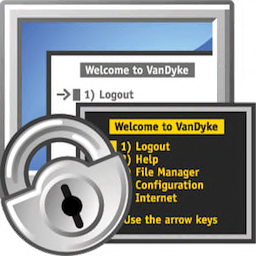 Welcome to VanDyke
1) Logout
Welcome to VanDyke
1) Logout
) Help
File Manager
Configuration
Internet
Use the arrow keys